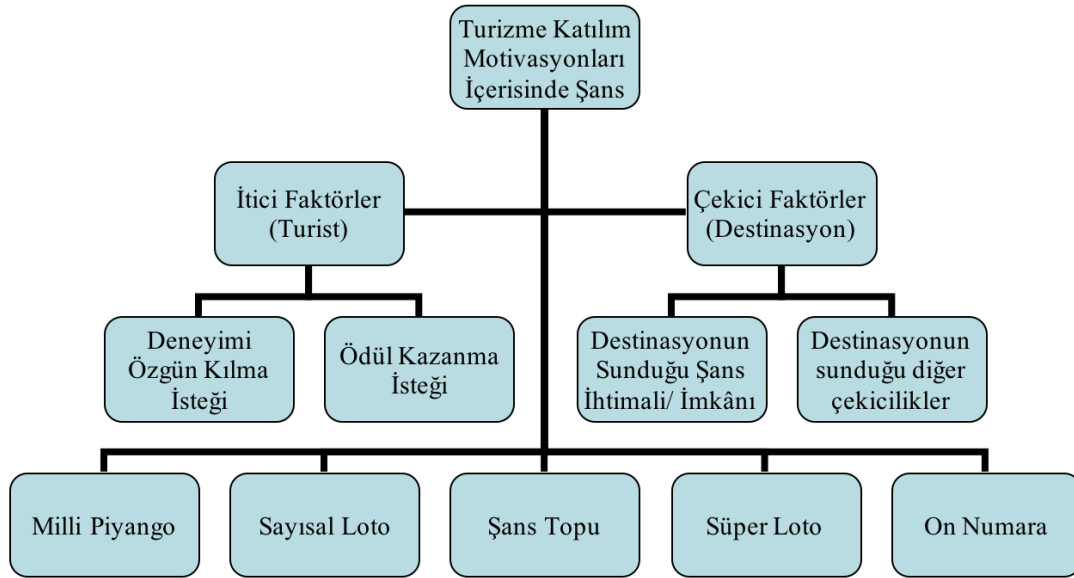 Turizme Katılım
Motivasyonları
İçerisinde Şans
İtici Faktörler
(Turist)
Çekici Faktörler
(Destinasyon)
Deneyimi
Özgün Kılma
İsteği
Ödül Kazanma
İsteği
Destinasyonun
Sunduğu Şans
İhtimali/ İmkânı
Destinasyonun
sunduğu diğer
çekicilikler
Milli Piyango
Sayısal Loto
Şans Topu
Süper Loto
On Numara